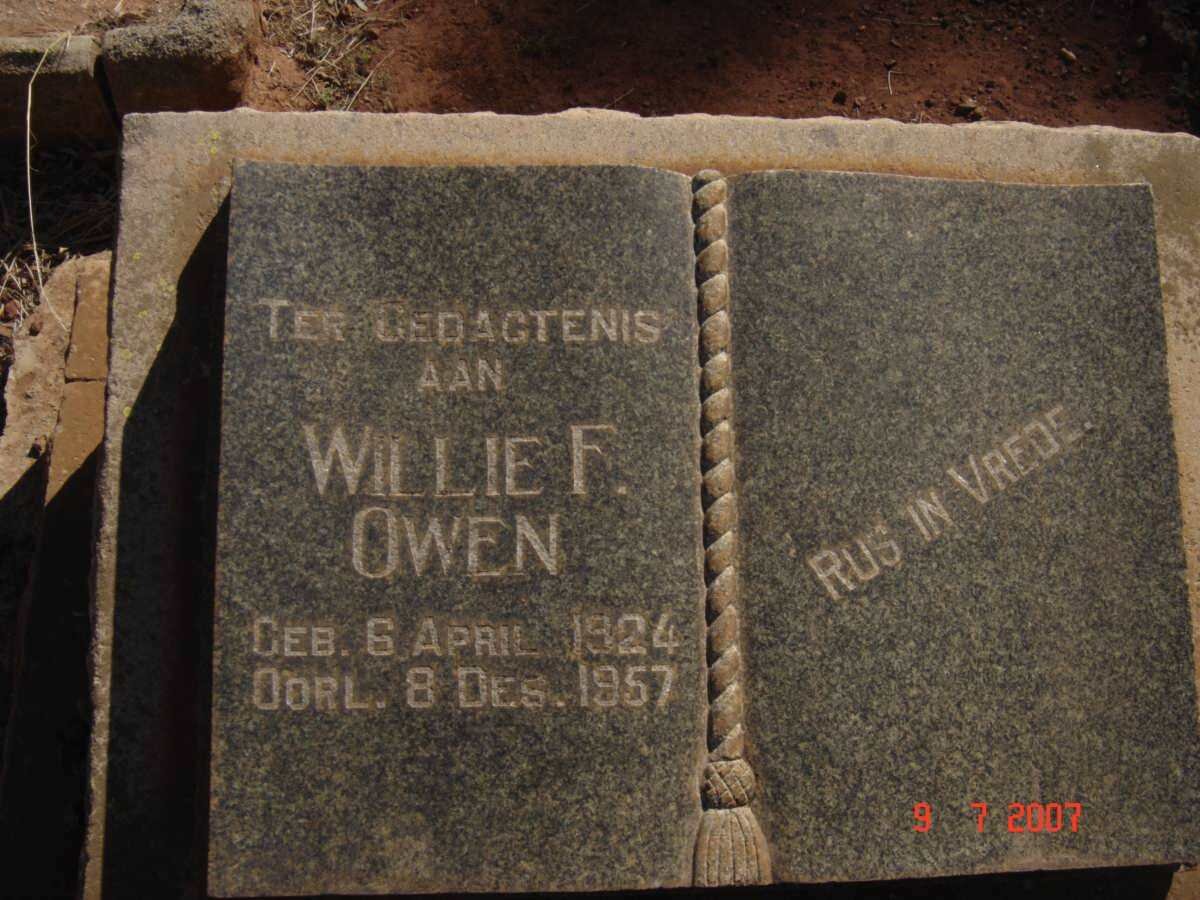 TER GEDAGTENIS
AAN
WILLIE F.
OWEN
GEB. 6 APRIL 1924
OORL. 8 DES. 1957
RUS IN VREDE.
9 7 2007